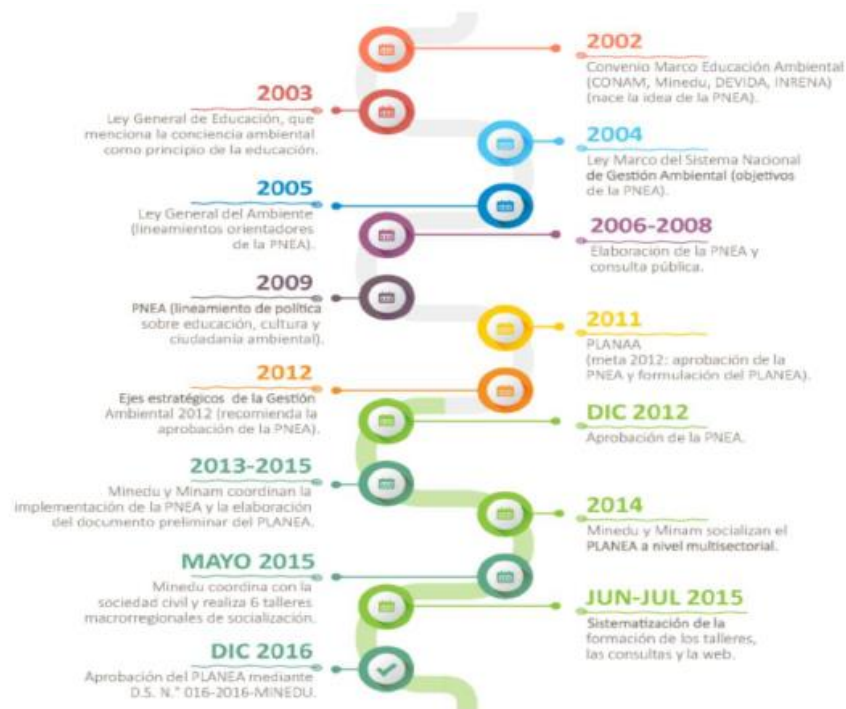 2002
Convenio Marco Educación Ambiental
(CONAM, Minedu, DEVIDA, INRENA)
(nace la idea de la PNEA).
2003
Ley General de Educación, que
menciona la conciencia ambiental
como principio de la educación.
2004
Ley Marco del Sistema Nacional
de Gestión Ambiental (objetivos
de la PNEA).
2005
Ley General del Ambiente
(lineamientos orientadores
de la PNEA).
2006-2008
Elaboración de la PNEA y
consulta pública.
2009
PNEA (lineamiento de política
sobre educación, cultura y
ciudadanía ambiental).
2011
PLANAA
(meta 2012: aprobación de la
PNEA y formulación del PLANEA).
2012
Ejes estratégicos de la Gestión
Ambiental 2012 (recomienda la
aprobación de la PNEA).
DIC 2012
Aprobación de la PNEA.
2013-2015
Minedu y Minam coordinan la
implementación de la PNEA y la elaboración
del documento preliminar del PLANEA.
2014
Minedu y Minam socializan el
PLANEA a nivel multisectorial.
MAYO 2015
Minedu coordina con la
sociedad civil y realiza 6 talleres
macrorregionales de socialización.
JUN-JUL 2015
Sistematización de la
formación de los talleres,
las consultas y la web.
DIC 2016
Aprobación del PLANEA mediante
D.S. N.° 016-2016-MINEDU.